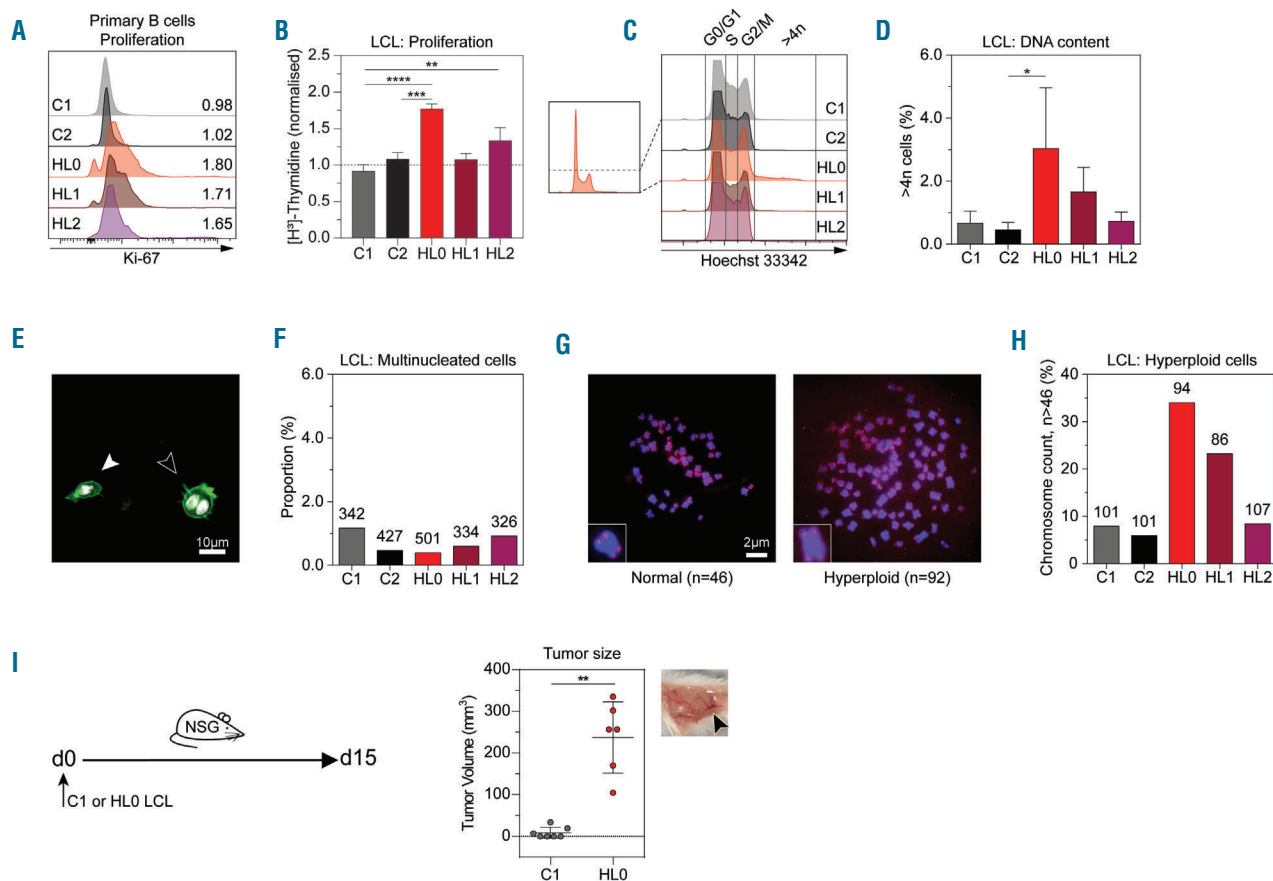 A
Primary B cells
Proliferation
C1 0.98
C2 1.02
HL0 1.80
HL1 1.71
HL2 1.65
Ki-67
B
LCL: Proliferation
[H³]-Thymidine (normalised)
2.5
2.0
1.5
1.0
0.5
0.0
**
****
***
C1 C2 HL0 HL1 HL2
C
G0/G1 S G2/M >4n
C1
C2
HL0
HL1
HL2
Hoechst 33342
D
LCL: DNA content
>4n cells (%)
6.0
4.0
2.0
0.0
*
C1 C2 HL0 HL1 HL2
E
10µm
F
LCL: Multinucleated cells
Proportion (%)
6.0
4.0
2.0
0.0
342 427 501 334 326
C1 C2 HL0 HL1 HL2
G
2µm
Normal (n=46) Hyperploid (n=92)
H
LCL: Hyperploid cells
Chromosome count, n>46 (%)
40
30
20
10
0
101 101 94 86 107
C1 C2 HL0 HL1 HL2
I
NSG
d0 d15
C1 or HL0 LCL
Tumor size
Tumor Volume (mm³)
400
300
200
100
0
**
C1 HL0